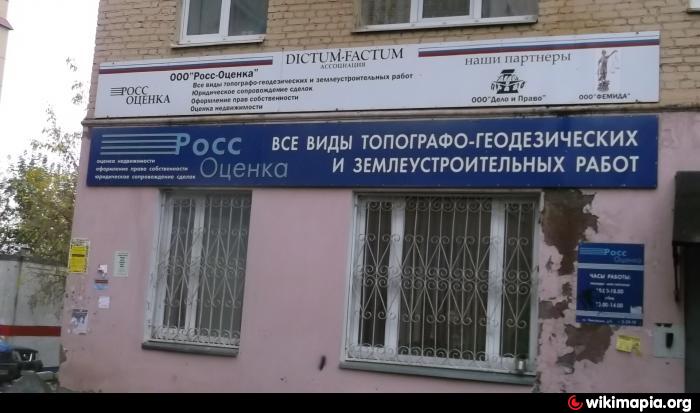 РОСС
ОЦЕНКА
ООО"Росс-Оценка"
Все виды топографо-геодезических и землеустроительных работ
Юридическое сопровождение сделок
Оформление прав собственности
Оценка недвижимости
DICTUM-FACTUM
АССОЦИАЦИЯ
наши партнеры
ООО"Дело и Право"
ООО"ФЕМИДА"
Росс
Оценка
оценка недвижимости
оформление права собственности
юридическое сопровождение сделок
ВСЕ ВИДЫ ТОПОГРАФО-ГЕОДЕЗИЧЕСКИХ
И ЗЕМЛЕУСТРОИТЕЛЬНЫХ РАБОТ
Росс
Оценка
ЧАСЫ РАБОТЫ:
wikimapia.org